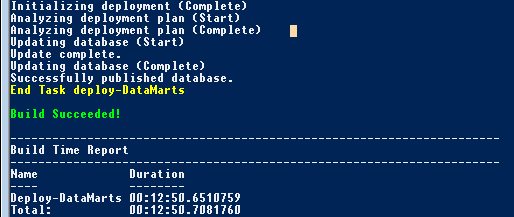 Initializing deployment (Complete)
Analyzing deployment plan (Start)
Analyzing deployment plan (Complete)
Updating database (Start)
Update complete.
Updating database (Complete)
Successfully published database.
End Task deploy-DataMarts
Build Succeeded!
----------------------------------------------------------------------
Build Time Report
----------------------------------------------------------------------
Name Duration
---- --------
Deploy-DataMarts 00:12:50.6510759
Total: 00:12:50.7081760